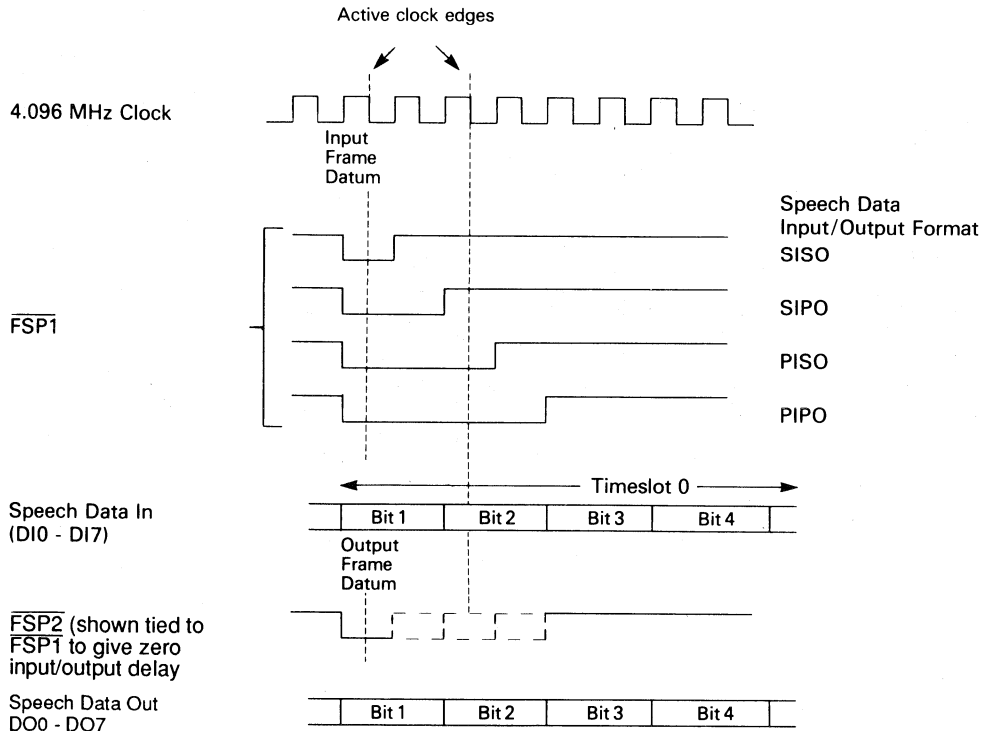 Active clock edges
4.096 MHz Clock
Input
Frame
Datum
Speech Data
Input/Output Format
SISO
SIPO
FSP1
PISO
PIPO
Timeslot 0
Speech Data In
(DI0 - DI7)
Bit 1 Bit 2 Bit 3 Bit 4
Output
Frame
Datum
FSP2 (shown tied to
FSP1 to give zero
input/output delay
Speech Data Out
DO0 - DO7
Bit 1 Bit 2 Bit 3 Bit 4